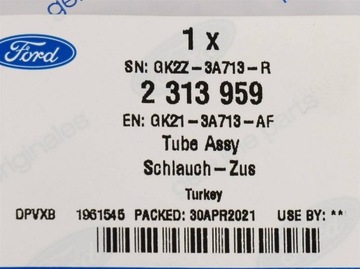 Ford
1 x
SN: GK2Z-3A713-R
2 313 959
EN: GK21-3A713-AF
Tube Assy
Schlauch-Zus
Turkey
DPVXB 1961545 PACKED: 30APR2021 USE BY: **